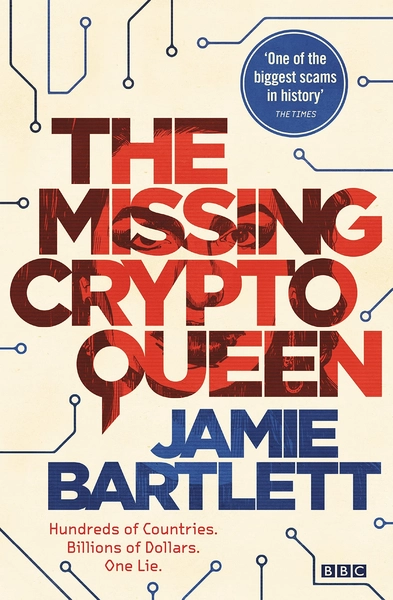 ‘One of the
biggest scams
in history’
THE TIMES
THE
MISSING
CRYPTO
QUEEN
JAMIE
BARTLETT
Hundreds of Countries.
Billions of Dollars.
One Lie.
BBC